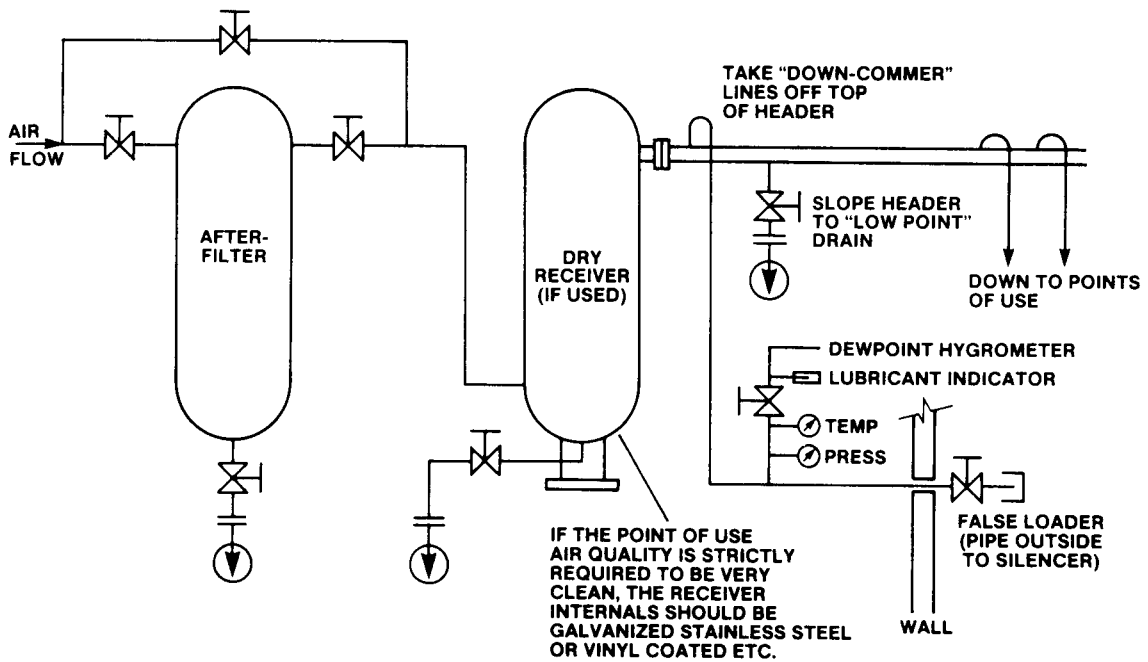 TAKE “DOWN-COMMER”
LINES OFF TOP
OF HEADER
AIR
FLOW
AFTER-
FILTER
DRY
RECEIVER
(IF USED)
SLOPE HEADER
TO “LOW POINT”
DRAIN
DOWN TO POINTS
OF USE
DEWPOINT HYGROMETER
LUBRICANT INDICATOR
TEMP
PRESS
IF THE POINT OF USE
AIR QUALITY IS STRICTLY
REQUIRED TO BE VERY
CLEAN, THE RECEIVER
INTERNALS SHOULD BE
GALVANIZED STAINLESS STEEL
OR VINYL COATED ETC.
FALSE LOADER
(PIPE OUTSIDE
TO SILENCER)
WALL